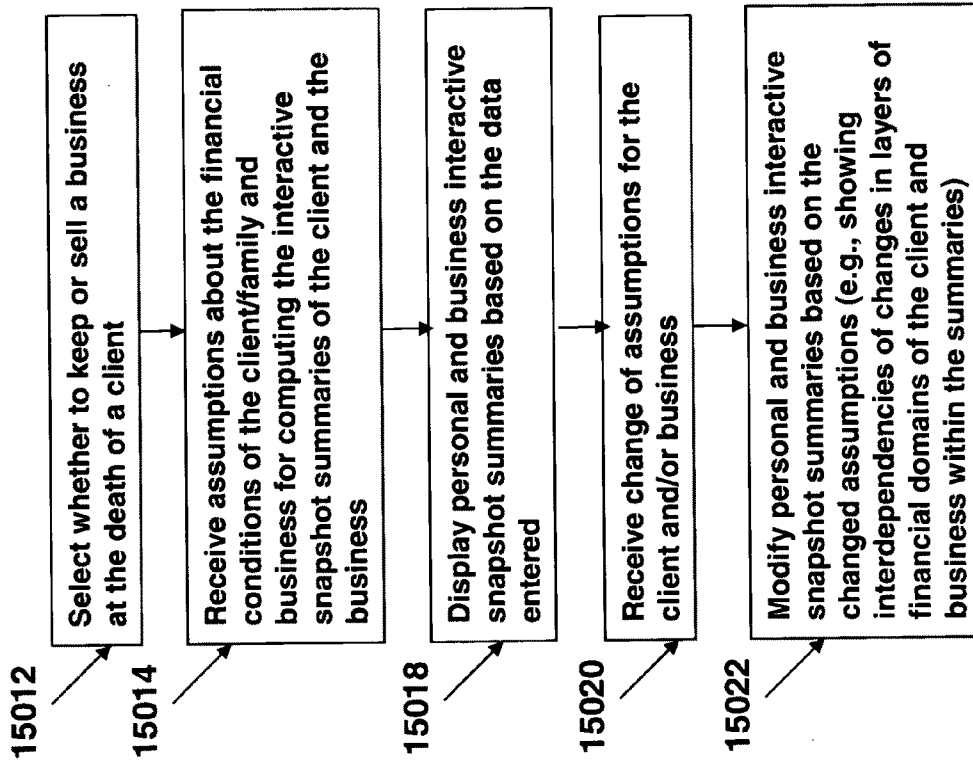 15012
Select whether to keep or sell a business
at the death of a client
15014
Receive assumptions about the financial
conditions of the client/family and
business for computing the interactive
snapshot summaries of the client and the
business
15018
Display personal and business interactive
snapshot summaries based on the data
entered
15020
Receive change of assumptions for the
client and/or business
15022
Modify personal and business interactive
snapshot summaries based on the
changed assumptions (e.g., showing
interdependencies of changes in layers of
financial domains of the client and
business within the summaries)